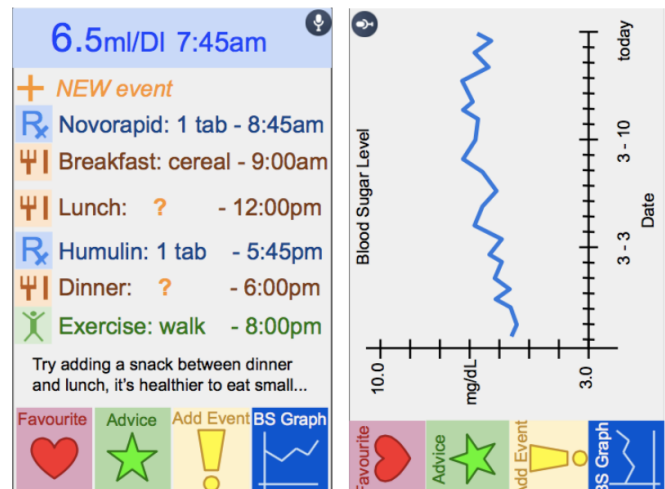 6.5ml/Dl 7:45am
NEW event
Rx Novorapid: 1 tab - 8:45am
Breakfast: cereal - 9:00am
Lunch: ? - 12:00pm
Rx Humulin: 1 tab - 5:45pm
Dinner: ? - 6:00pm
Exercise: walk - 8:00pm
Try adding a snack between dinner
and lunch, it's healthier to eat small...
Favourite
Advice
Add Event
BS Graph
Blood Sugar Level
today
3 - 10
3 - 3
Date
10.0
mg/dL
3.0
Favourite
Advice
Add Event
BS Graph